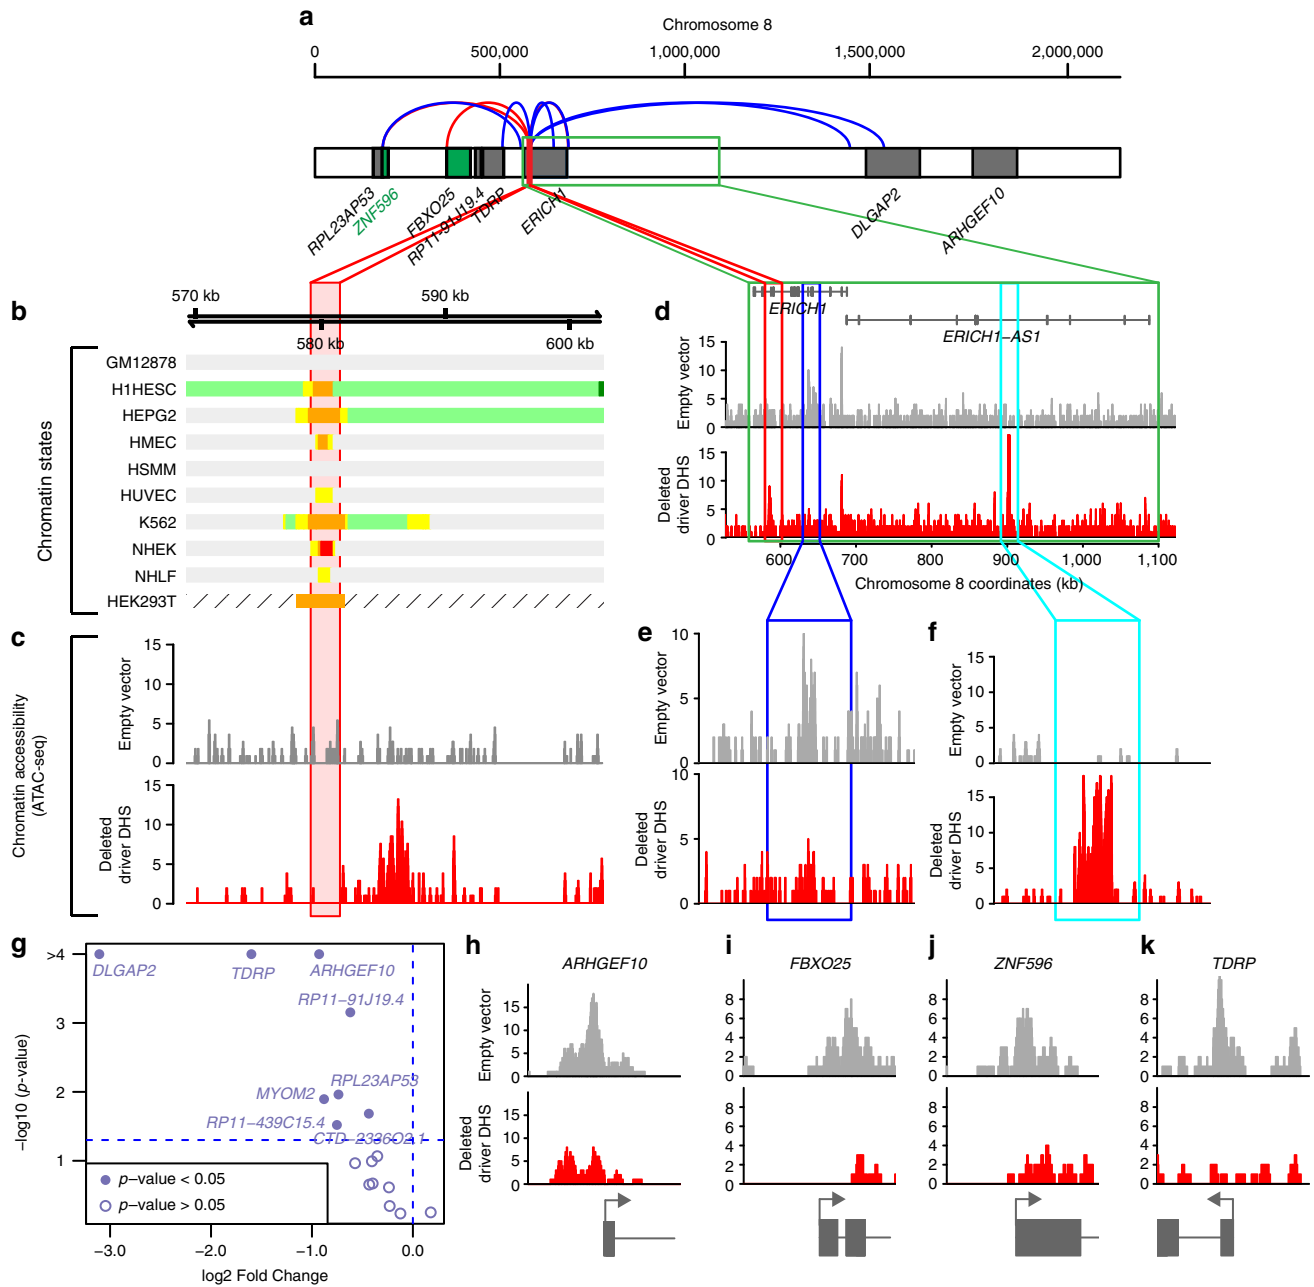 a
Chromosome 8
0 500,000 1,000,000 1,500,000 2,000,000
RPL23AP53 ZNF596 FBXO25 RP11-91J19.4 TDRP ERICH1 DLGAP2 ARHGEF10
b
570 kb 590 kb
580 kb 600 kb
Chromatin states
GM12878
H1HESC
HEPG2
HMEC
HSMM
HUVEC
K562
NHEK
NHLF
HEK293T
c
Chromatin accessibility
(ATAC-seq)
Empty vector
15
10
5
0
Deleted
driver DHS
15
10
5
0
d
ERICH1
ERICH1–AS1
Empty vector
15
10
5
0
Deleted
driver DHS
15
10
5
0
600 700 800 900 1,000 1,100
Chromosome 8 coordinates (kb)
e
Empty vector
10
5
0
Deleted
driver DHS
10
5
0
f
Empty vector
15
10
5
0
Deleted
driver DHS
15
10
5
0
g
−log10 (p-value)
>4
3
2
1
DLGAP2 TDRP ARHGEF10
RP11–91J19.4
RPL23AP53
MYOM2
RP11–439C15.4
CTD–2336O2.1
p–value < 0.05
p–value > 0.05
−3.0 −2.0 −1.0 0.0
log2 Fold Change
h
ARHGEF10
Empty vector
15
10
5
0
Deleted
driver DHS
15
10
5
0
i
FBXO25
8
6
4
2
0
8
6
4
2
0
j
ZNF596
8
6
4
2
0
8
6
4
2
0
k
TDRP
8
6
4
2
0
8
6
4
2
0